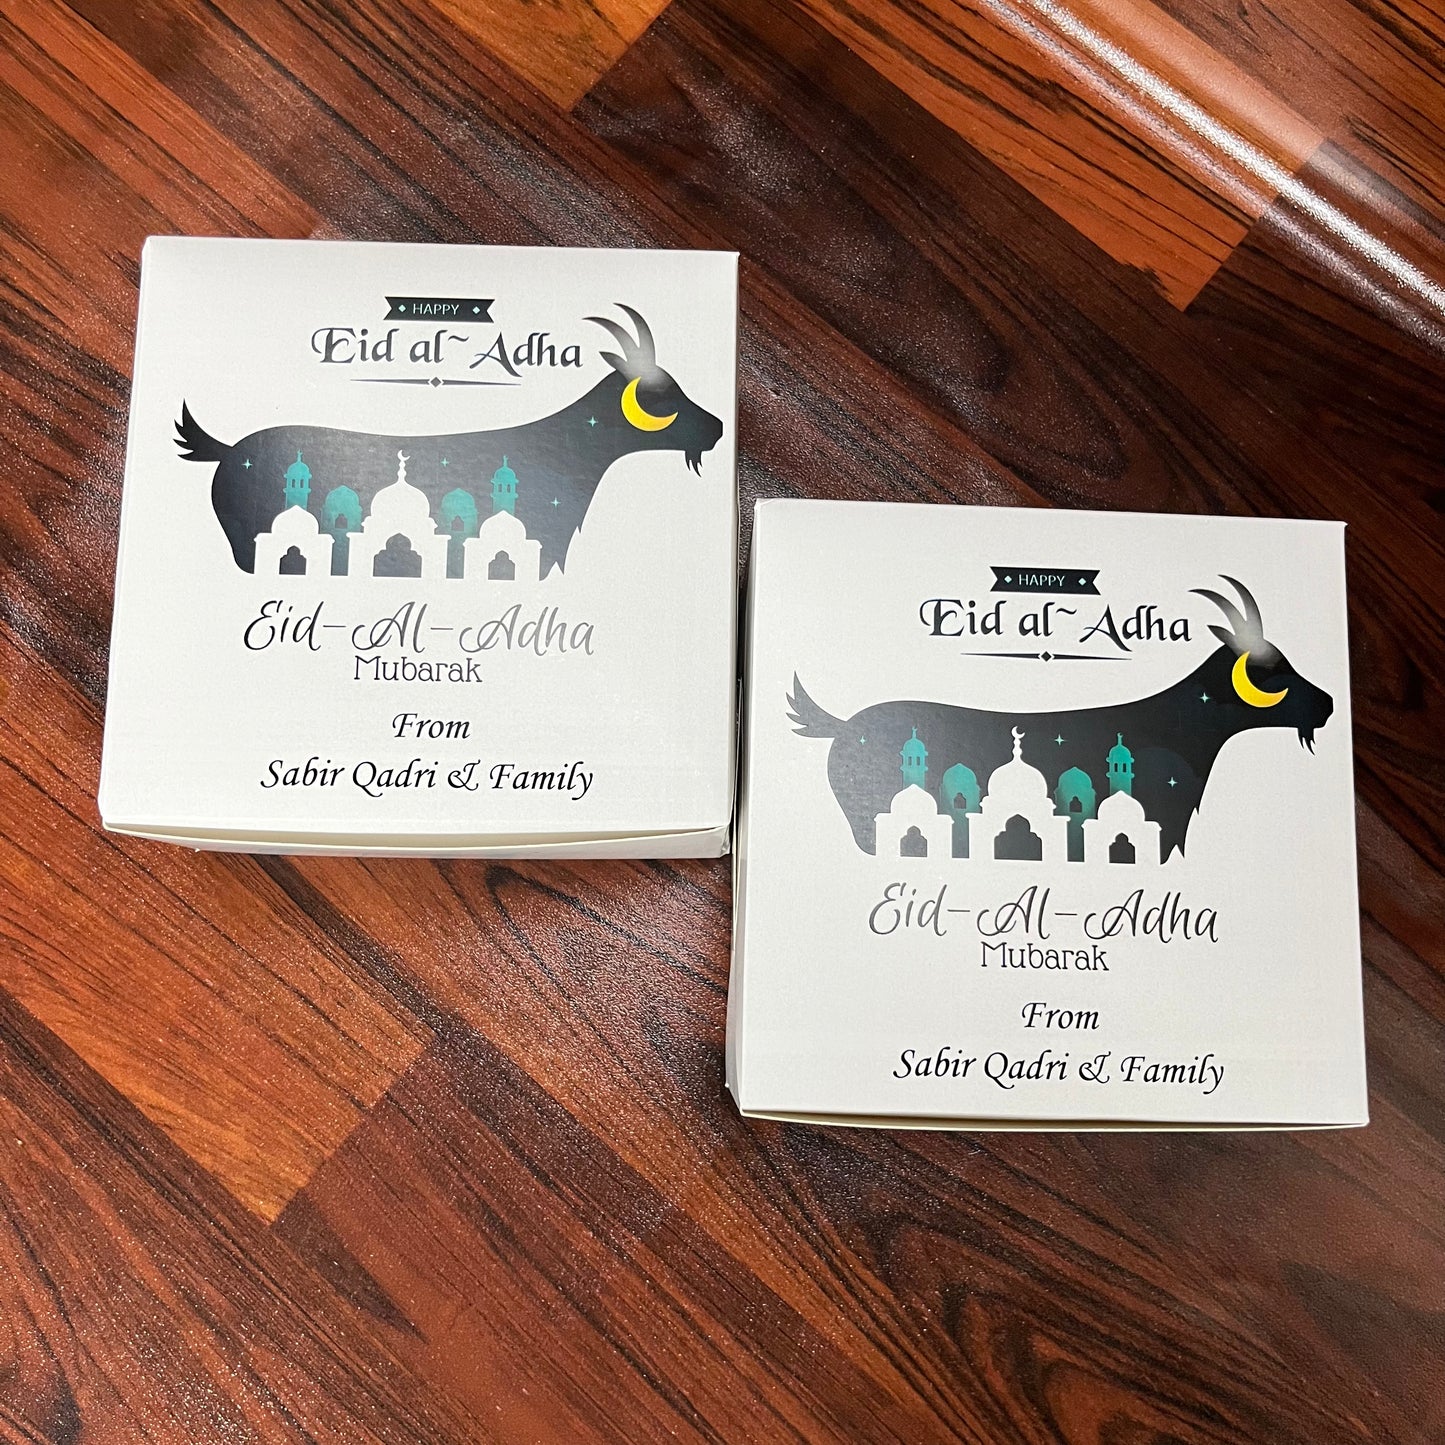 HAPPY
Eid al~Adha
Eid-Al-Adha
Mubarak
From
Sabir Qadri & Family
HAPPY
Eid al~Adha
Eid-Al-Adha
Mubarak
From
Sabir Qadri & Family